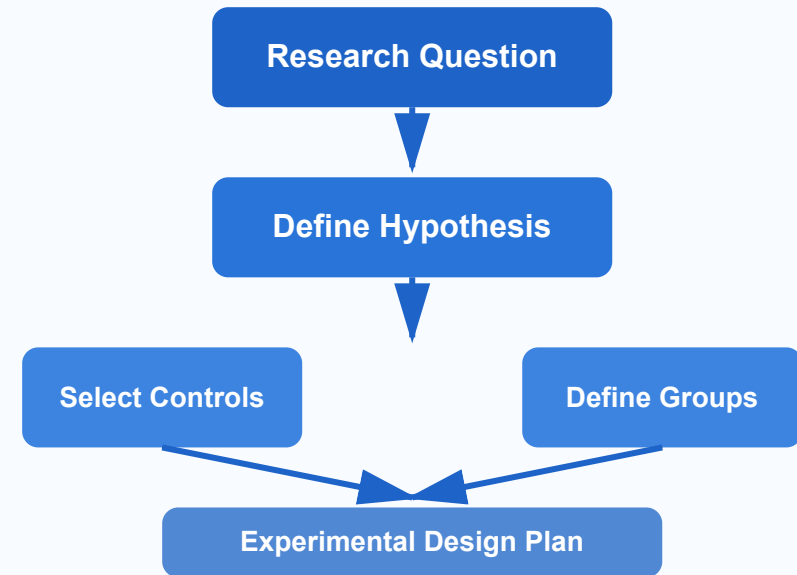 Research Question
Define Hypothesis
Select Controls
Define Groups
Experimental Design Plan